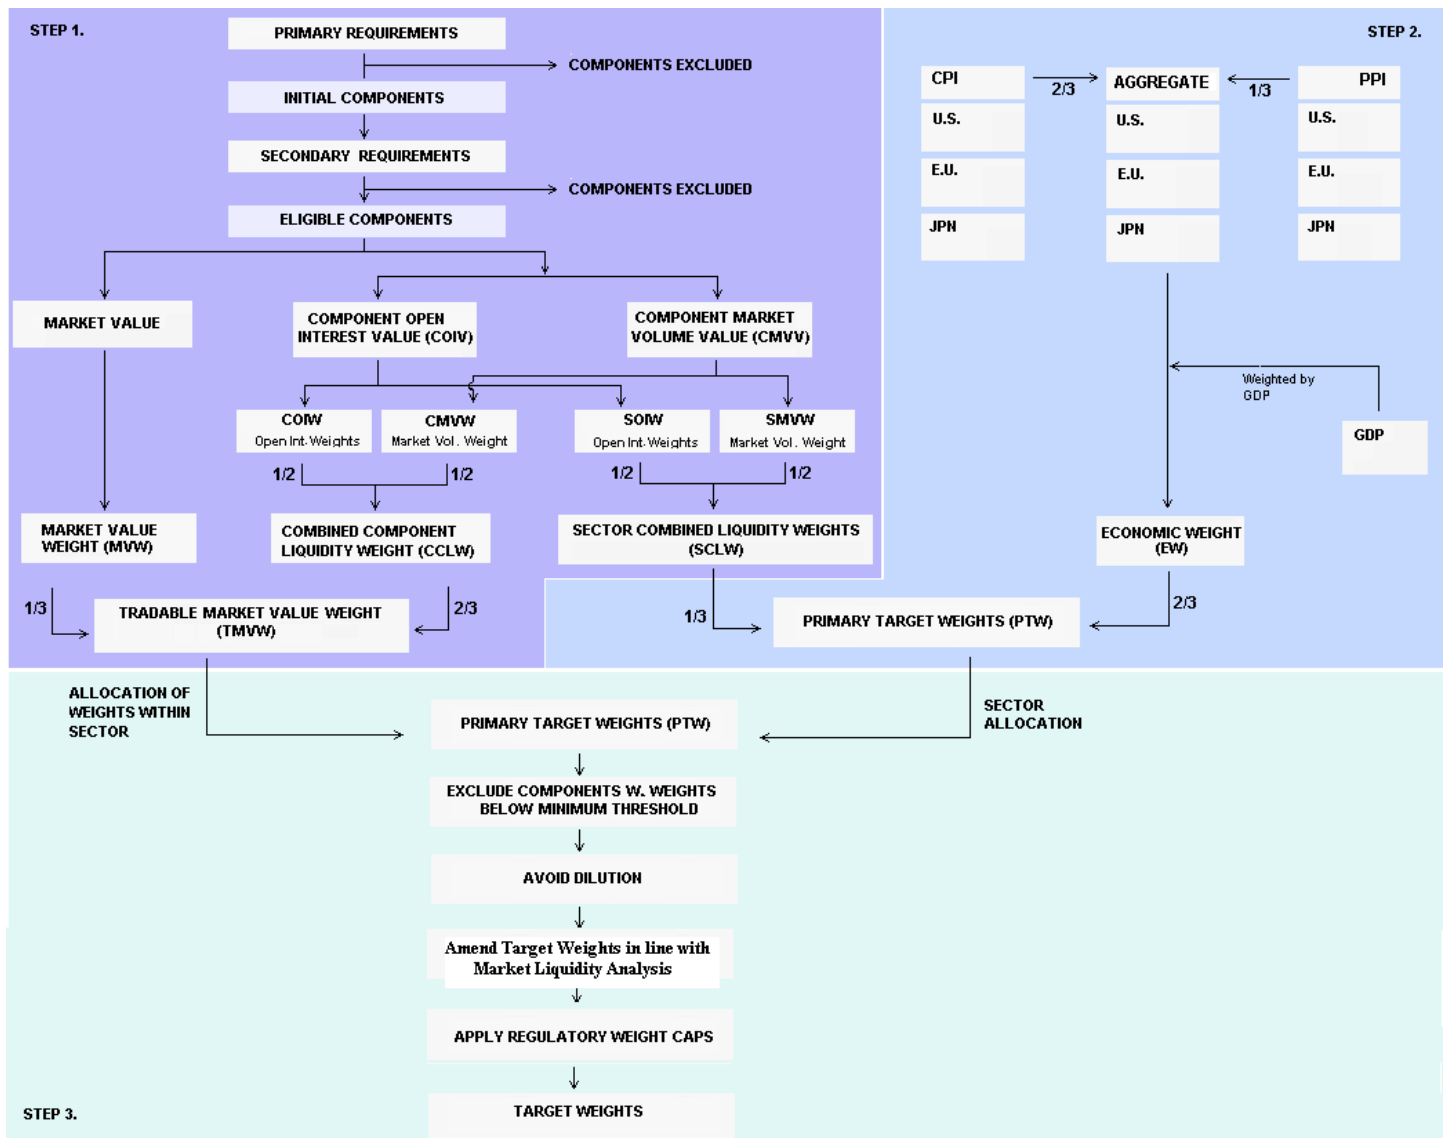 STEP 1.
PRIMARY REQUIREMENTS
COMPONENTS EXCLUDED
INITIAL COMPONENTS
SECONDARY REQUIREMENTS
COMPONENTS EXCLUDED
ELIGIBLE COMPONENTS
MARKET VALUE
COMPONENT OPEN
INTEREST VALUE (COIV)
COMPONENT MARKET
VOLUME VALUE (CMVV)
COIW
Open Int. Weights
CMVW
Market Vol. Weight
SOIW
Open Int. Weights
SMVW
Market Vol. Weight
1/2
1/2
1/2
1/2
MARKET VALUE
WEIGHT (MVW)
COMBINED COMPONENT
LIQUIDITY WEIGHT (CCLW)
SECTOR COMBINED LIQUIDITY WEIGHTS
(SCLW)
1/3
TRADABLE MARKET VALUE WEIGHT
(TMVW)
2/3
STEP 2.
CPI
2/3
AGGREGATE
1/3
PPI
U.S.
U.S.
U.S.
E.U.
E.U.
E.U.
JPN
JPN
JPN
Weighted by
GDP
GDP
ECONOMIC WEIGHT
(EW)
1/3
PRIMARY TARGET WEIGHTS (PTW)
2/3
ALLOCATION OF
WEIGHTS WITHIN
SECTOR
PRIMARY TARGET WEIGHTS (PTW)
SECTOR
ALLOCATION
EXCLUDE COMPONENTS W. WEIGHTS
BELOW MINIMUM THRESHOLD
AVOID DILUTION
Amend Target Weights in line with
Market Liquidity Analysis
APPLY REGULATORY WEIGHT CAPS
TARGET WEIGHTS
STEP 3.